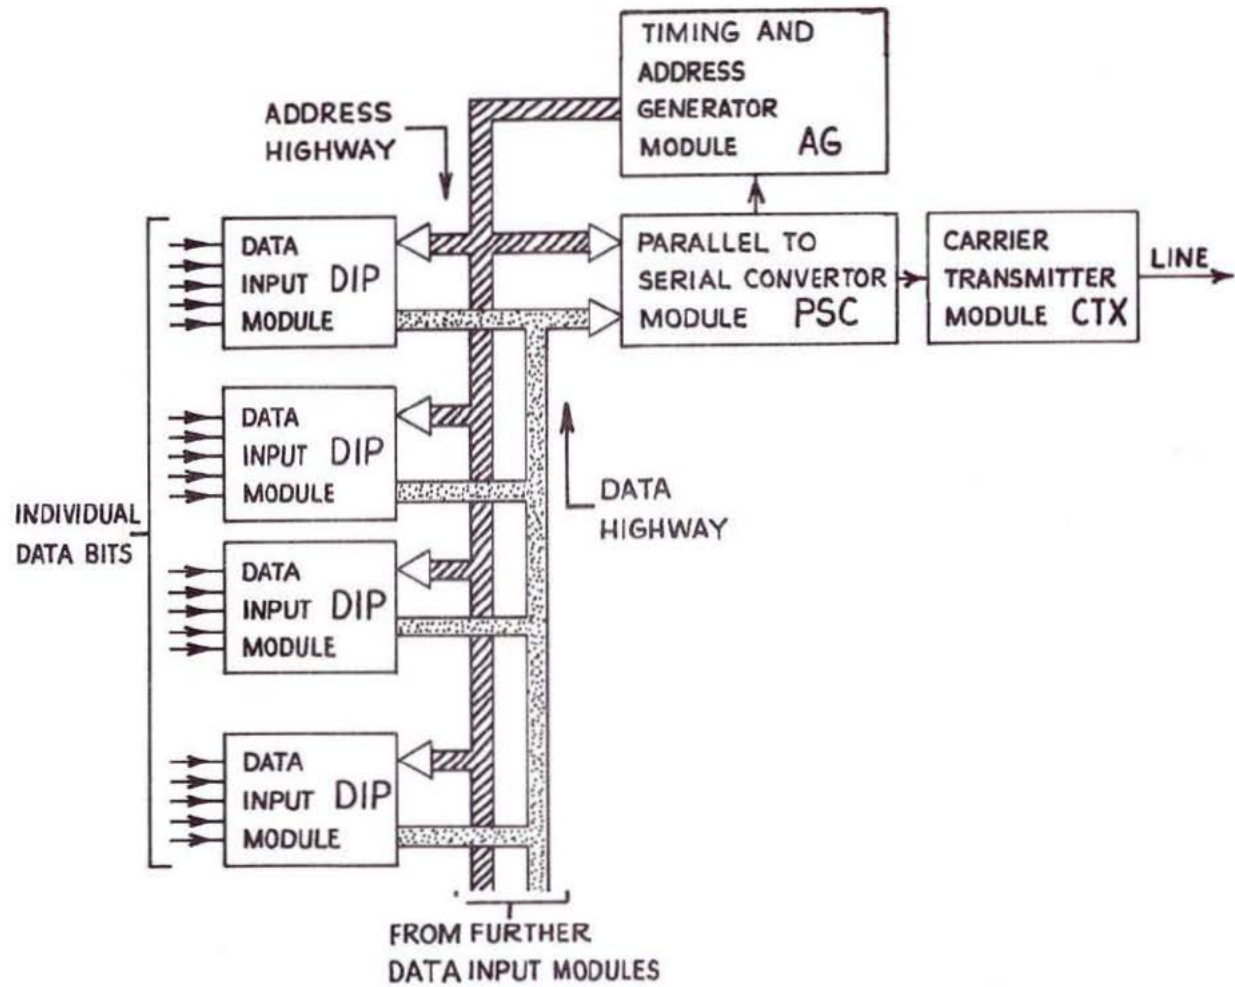 TIMING AND
ADDRESS
GENERATOR
MODULE AG
ADDRESS
HIGHWAY
DATA
INPUT DIP
MODULE
PARALLEL TO
SERIAL CONVERTOR
MODULE PSC
CARRIER
TRANSMITTER
MODULE CTX
LINE
DATA
INPUT DIP
MODULE
DATA
HIGHWAY
INDIVIDUAL
DATA BITS
DATA
INPUT DIP
MODULE
DATA
INPUT DIP
MODULE
FROM FURTHER
DATA INPUT MODULES